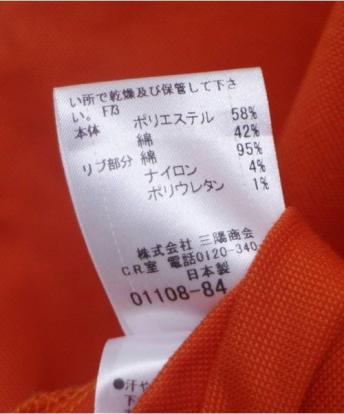 い所で乾燥及び保管して下さ
い。 F73
本体 ポリエステル 58%
綿 42%
リブ部分 綿 95%
ナイロン 4%
ポリウレタン 1%
株式会社 三陽商会
CR室 電話0120-340-
日本製
01108-84
●汗や